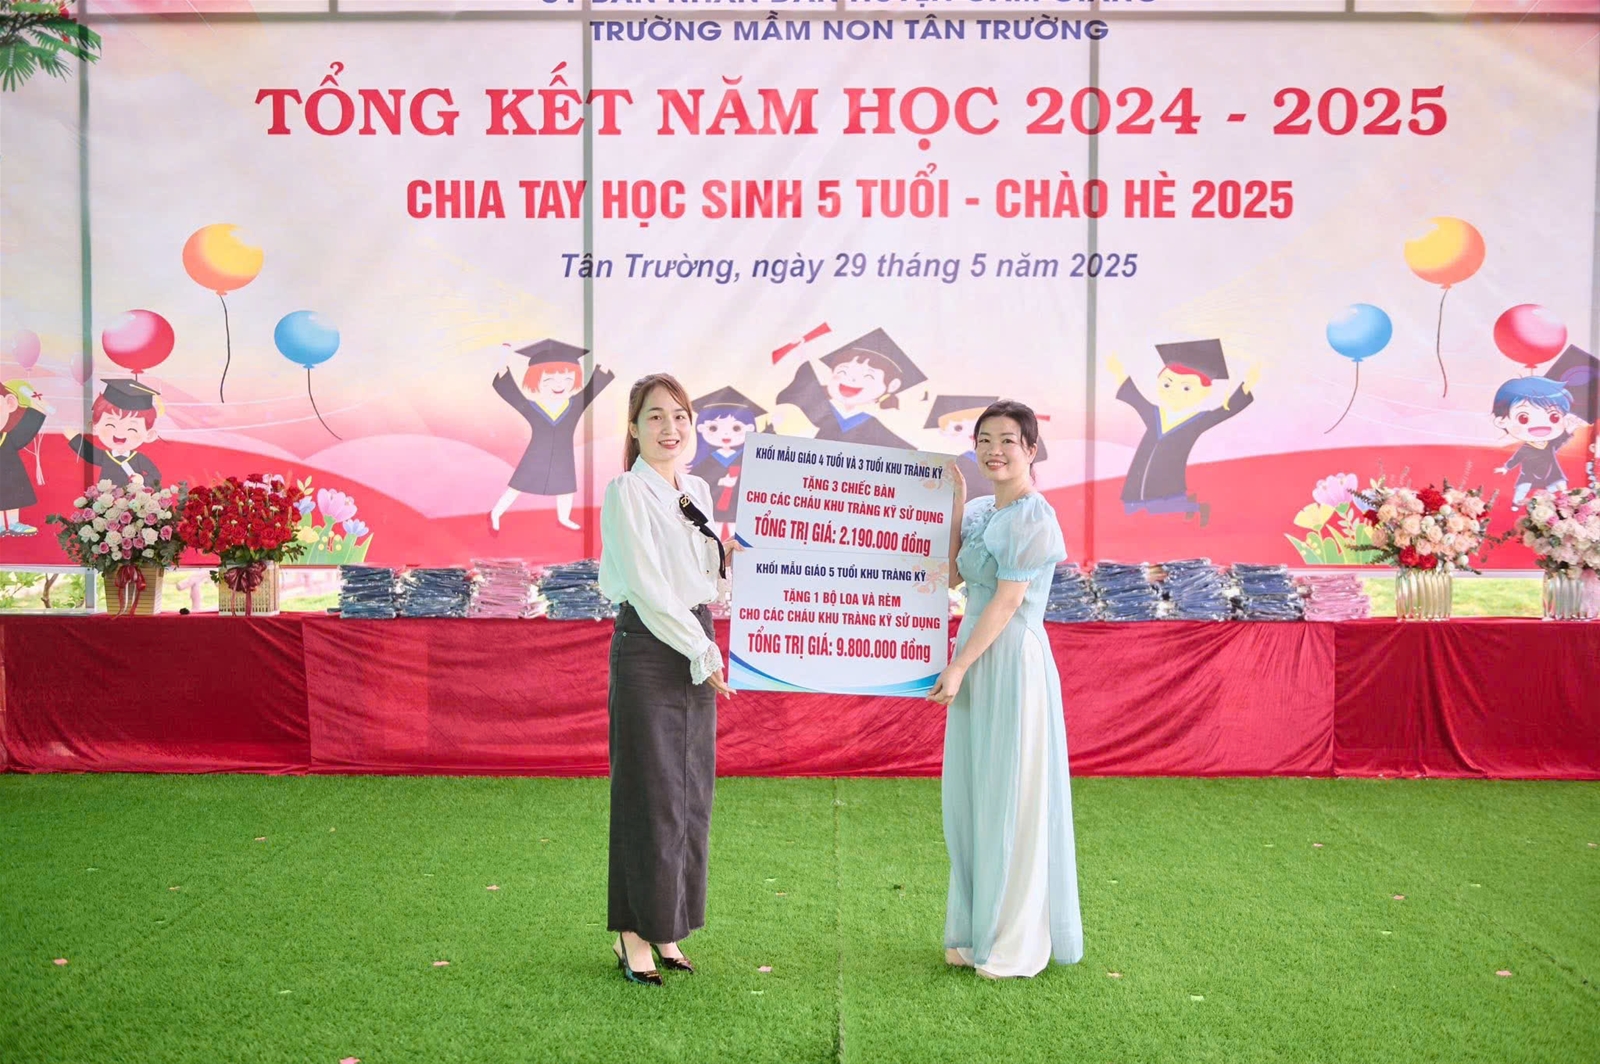 TRƯỜNG MẦM NON TÂN TRƯỜNG
TỔNG KẾT NĂM HỌC 2024 - 2025
CHIA TAY HỌC SINH 5 TUỔI - CHÀO HÈ 2025
Tân Trường, ngày 29 tháng 5 năm 2025
KHỐI MẪU GIÁO 4 TUỔI VÀ 3 TUỔI KHU TRÀNG KỸ
TẶNG 3 CHIẾC BÀN
CHO CÁC CHÁU KHU TRÀNG KỸ SỬ DỤNG
TỔNG TRỊ GIÁ: 2.190.000 đồng
KHỐI MẪU GIÁO 5 TUỔI KHU TRÀNG KỸ
TẶNG 1 BỘ LOA VÀ RÈM
CHO CÁC CHÁU KHU TRÀNG KỸ SỬ DỤNG
TỔNG TRỊ GIÁ: 9.800.000 đồng